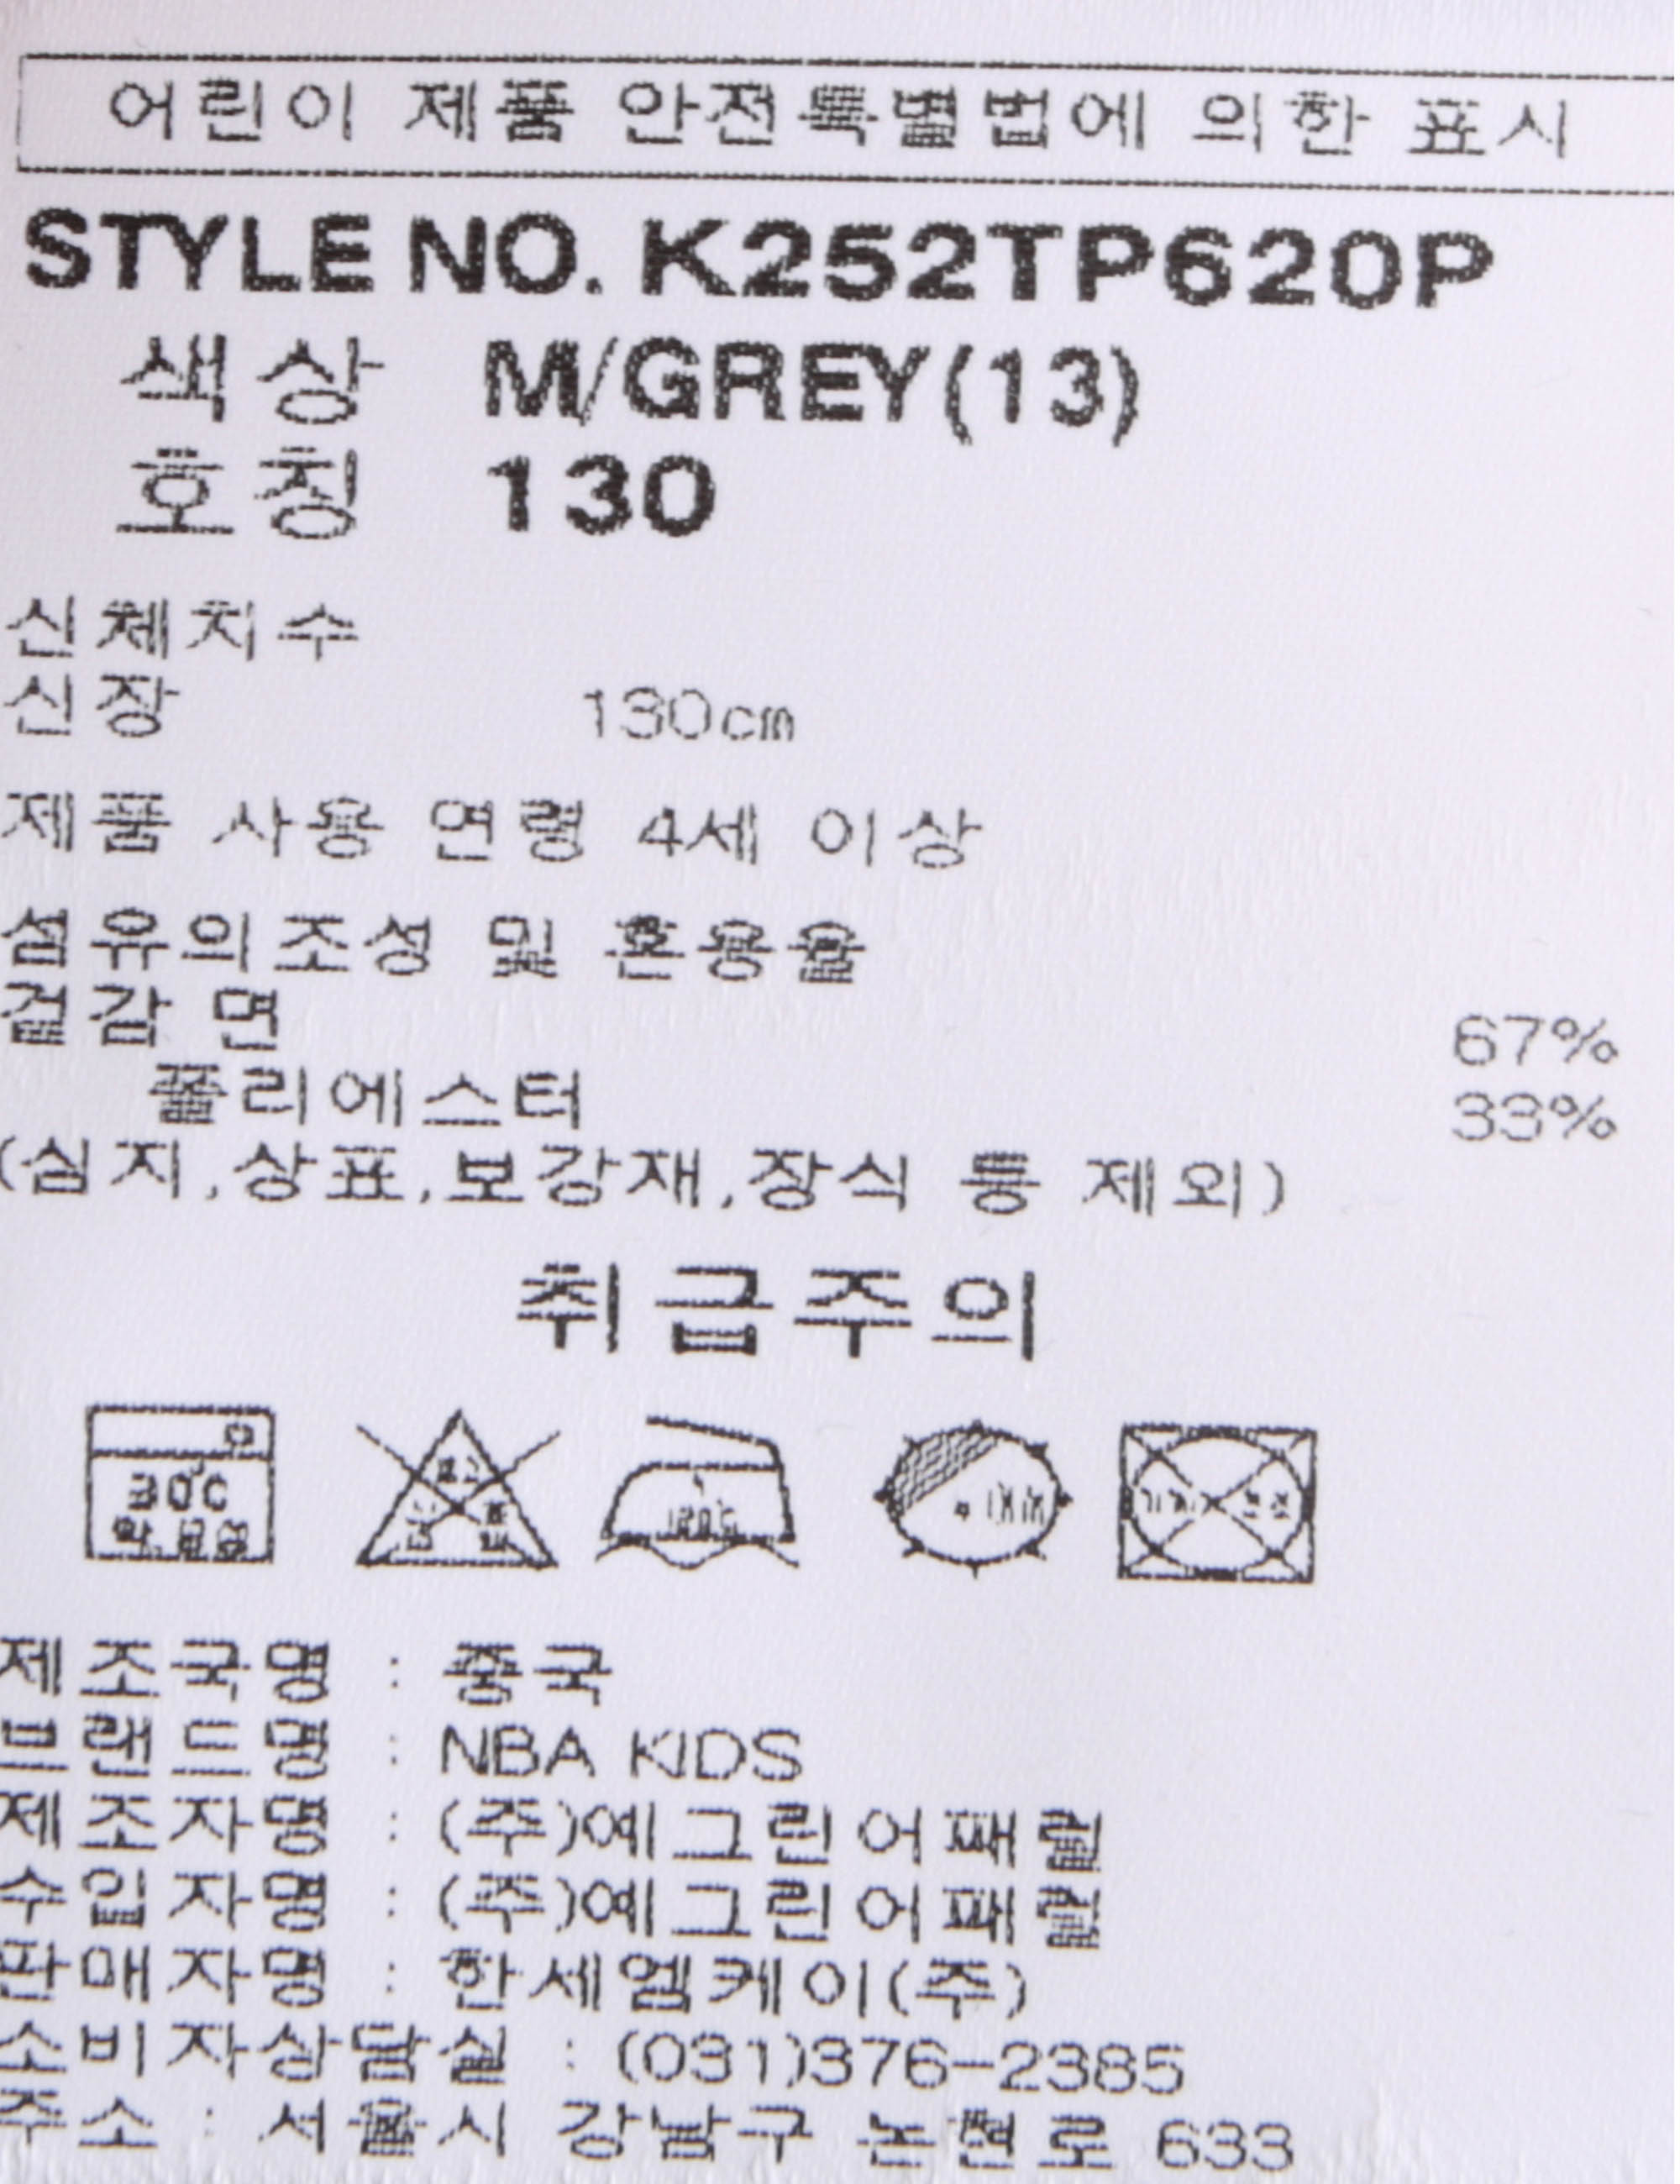 어린이 제품 안전특별법에 의한 표시
STYLE NO. K252TP620P
색상 M/GREY(13)
호칭 130
신체치수
신장 130cm
제품 사용 연령 4세 이상
섬유의조성 및 혼용율
겉감 면 67%
폴리에스터 33%
(심지,상표,보강재,장식 등 제외)
취급주의
30℃
약 중성
제조국명 : 중국
브랜드명 : NBA KIDS
제조자명 : (주)예그린어패럴
수입자명 : (주)예그린어패럴
판매자명 : 한세엠케이(주)
소비자상담실 : (031)376-2385
주소 : 서울시 강남구 논현로 633